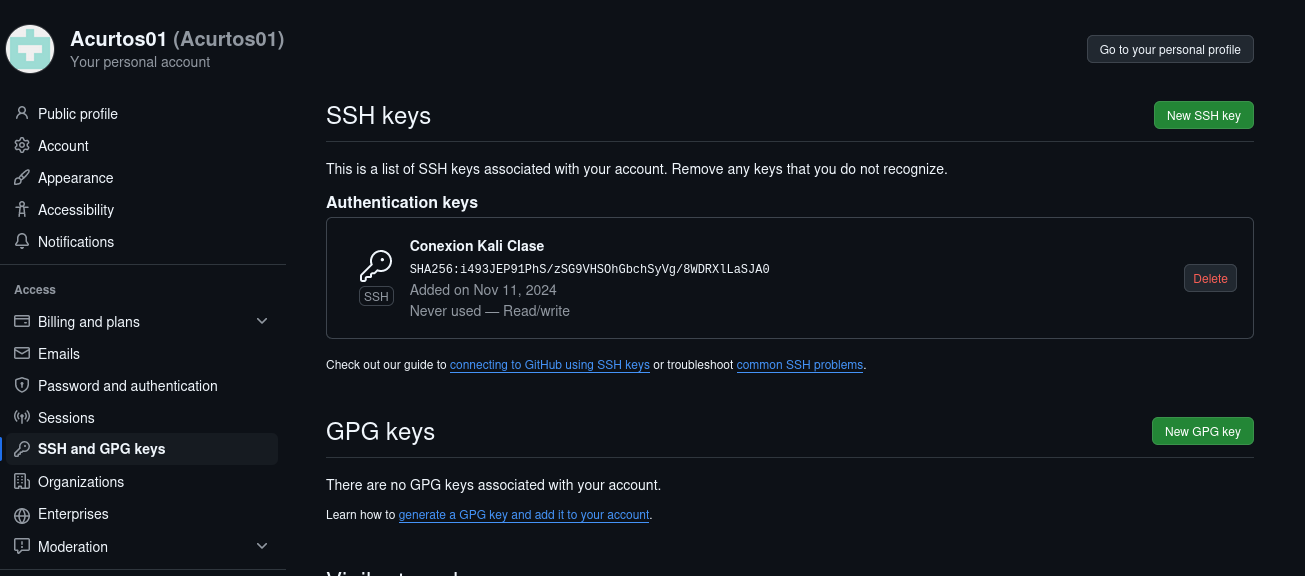 Acurtos01 (Acurtos01)
Your personal account
Go to your personal profile
Public profile
Account
Appearance
Accessibility
Notifications
Access
Billing and plans
Emails
Password and authentication
Sessions
SSH and GPG keys
Organizations
Enterprises
Moderation
SSH keys
New SSH key
This is a list of SSH keys associated with your account. Remove any keys that you do not recognize.
Authentication keys
Conexion Kali Clase
SHA256:i493JEP91PhS/zSG9VHSOhGbchSyVg/8WDRXlLaSJA0
SSH
Added on Nov 11, 2024
Never used — Read/write
Delete
Check out our guide to connecting to GitHub using SSH keys or troubleshoot common SSH problems.
GPG keys
New GPG key
There are no GPG keys associated with your account.
Learn how to generate a GPG key and add it to your account.